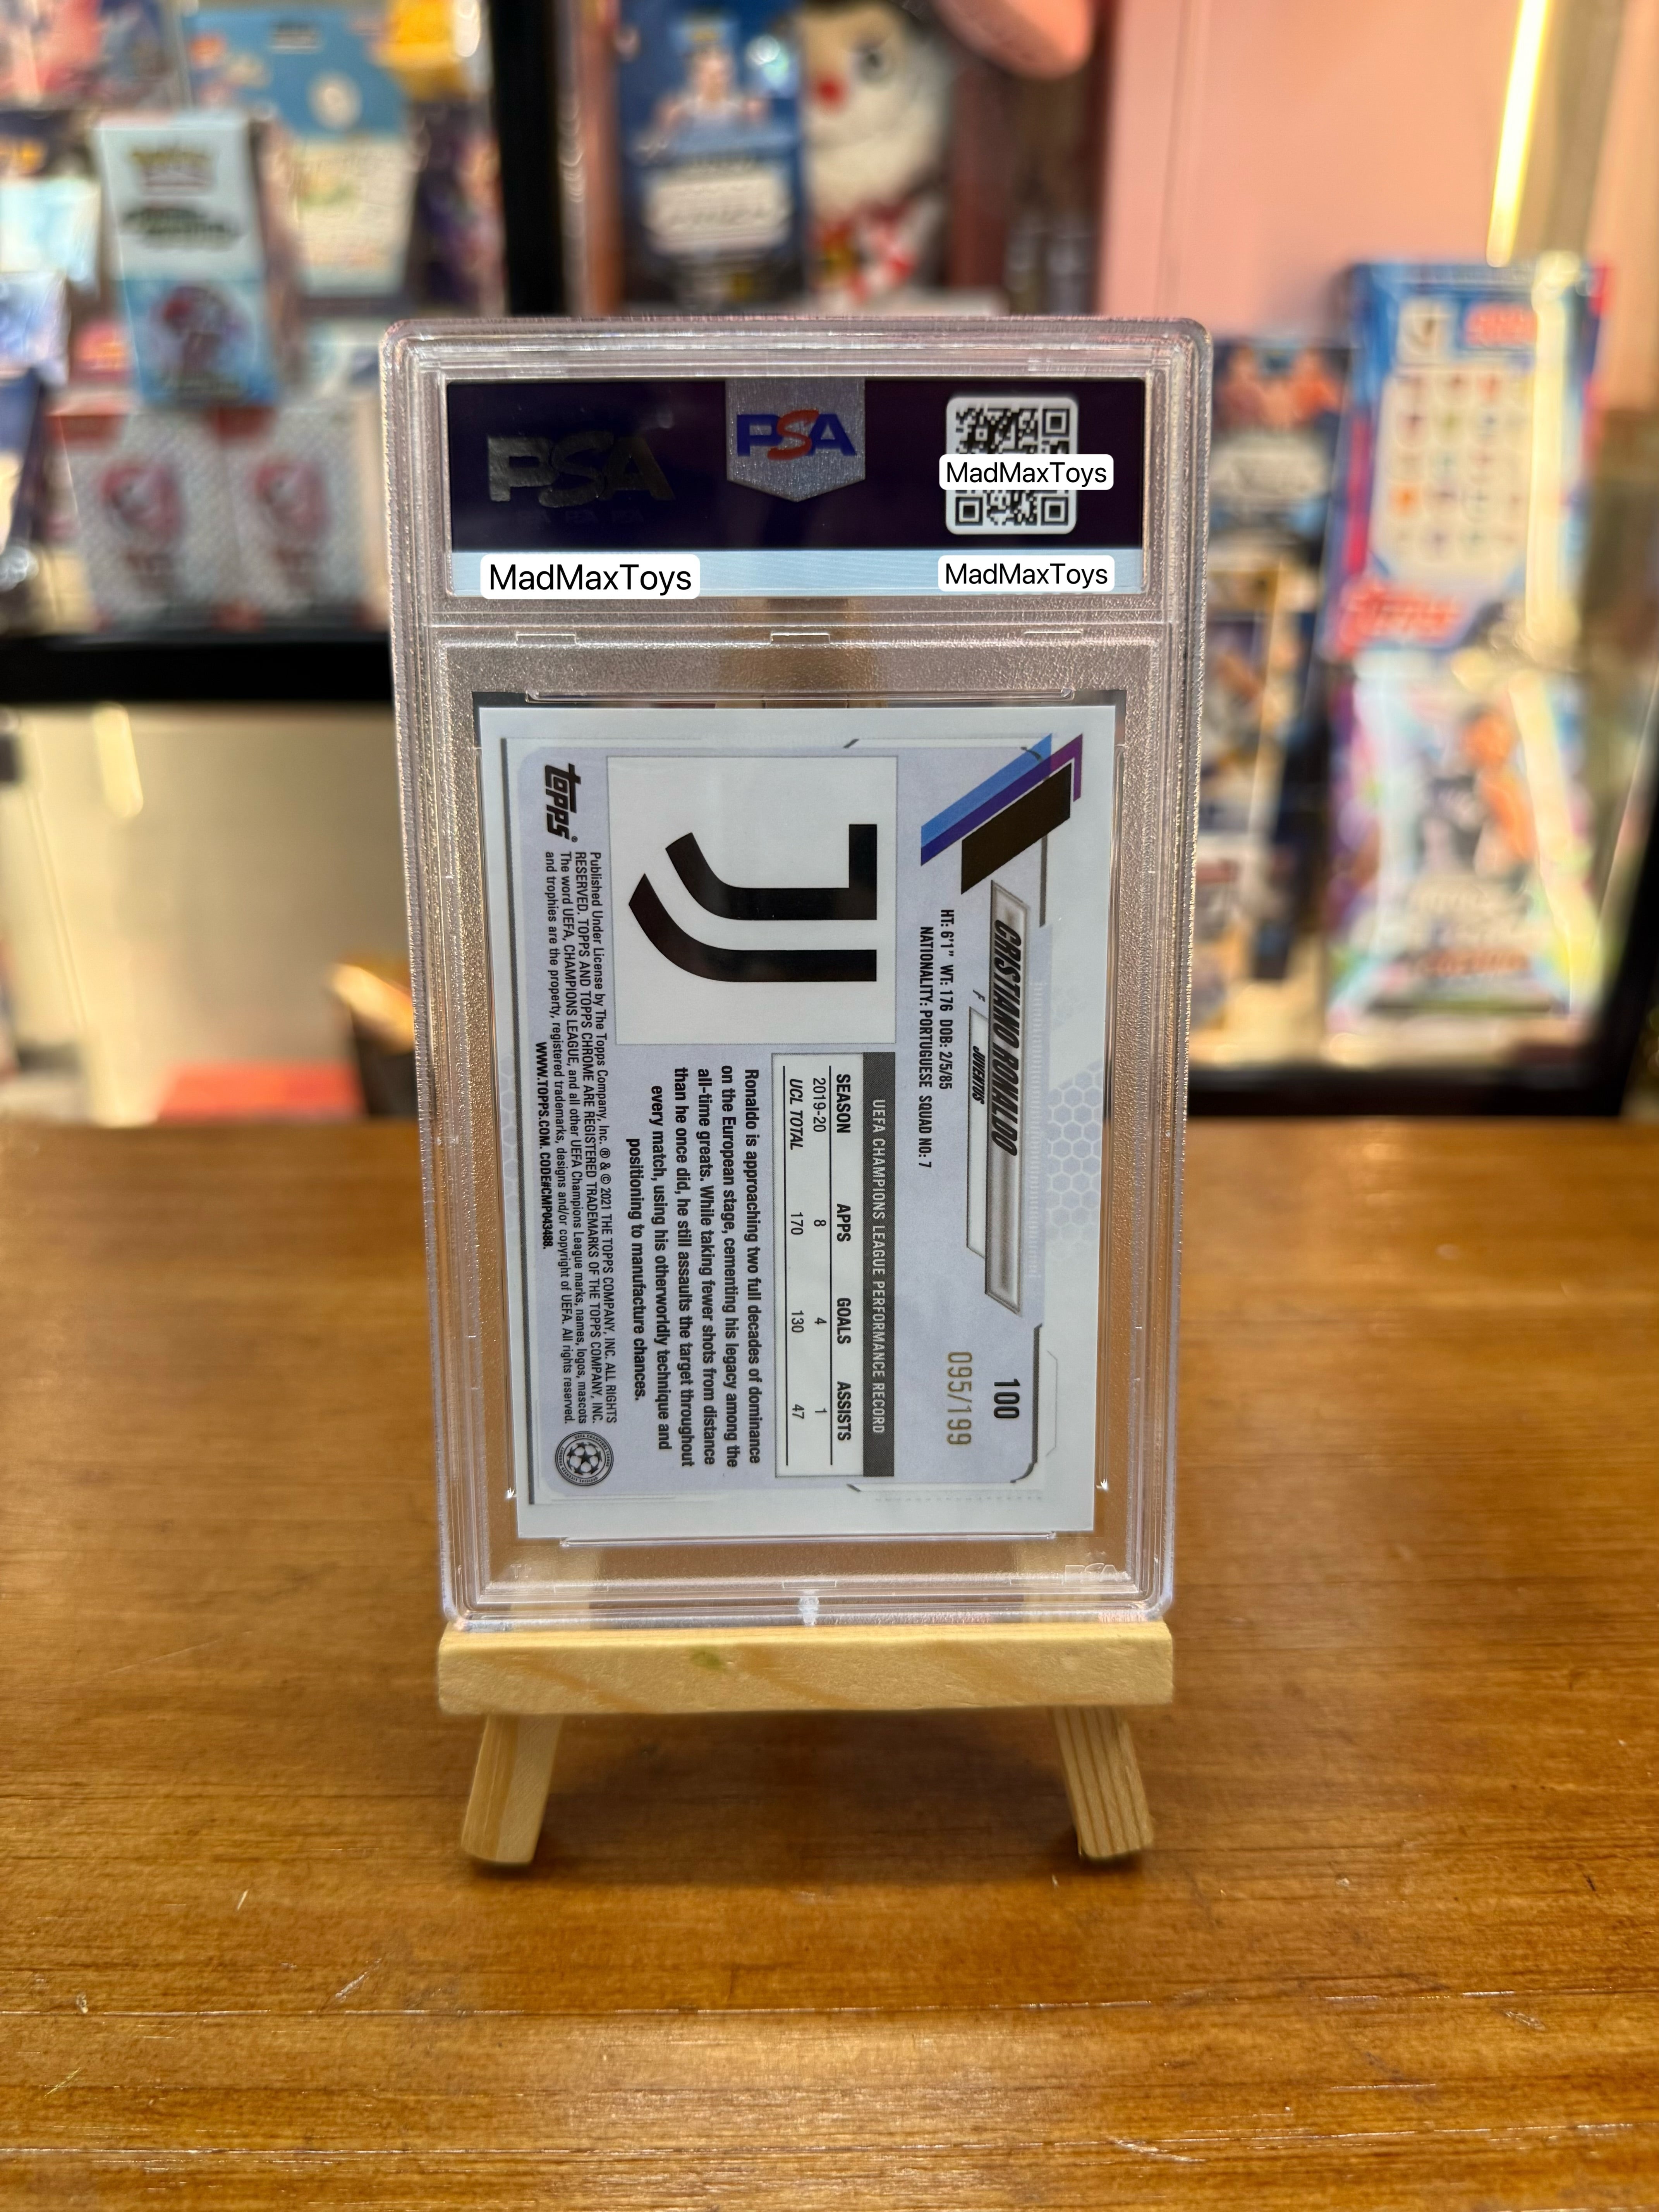 PSA
PSA
MadMaxToys
MadMaxToys
MadMaxToys
100
095/199
CRISTIANO RONALDO
F JUVENTUS
HT: 6'1" WT: 176 DOB: 2/5/85
NATIONALITY: PORTUGUESE SQUAD NO: 7
UEFA CHAMPIONS LEAGUE PERFORMANCE RECORD
SEASON APPS GOALS ASSISTS
2019-20 8 4 1
UCL TOTAL 170 130 47
Ronaldo is approaching two full decades of dominance
on the European stage, cementing his legacy among the
all-time greats. While taking fewer shots from distance
than he once did, he still assaults the target throughout
every match, using his otherworldly technique and
positioning to manufacture chances.
topps®
Published Under License by The Topps Company, Inc. ® & © 2021 THE TOPPS COMPANY, INC. ALL RIGHTS
RESERVED. TOPPS AND TOPPS CHROME ARE REGISTERED TRADEMARKS OF THE TOPPS COMPANY, INC.
The word UEFA, CHAMPIONS LEAGUE, and all other UEFA Champions League marks, names, logos, mascots
and trophies are the property, registered trademarks, designs and/or copyright of UEFA. All rights reserved.
WWW.TOPPS.COM. CODE#CMP043488.
PSA